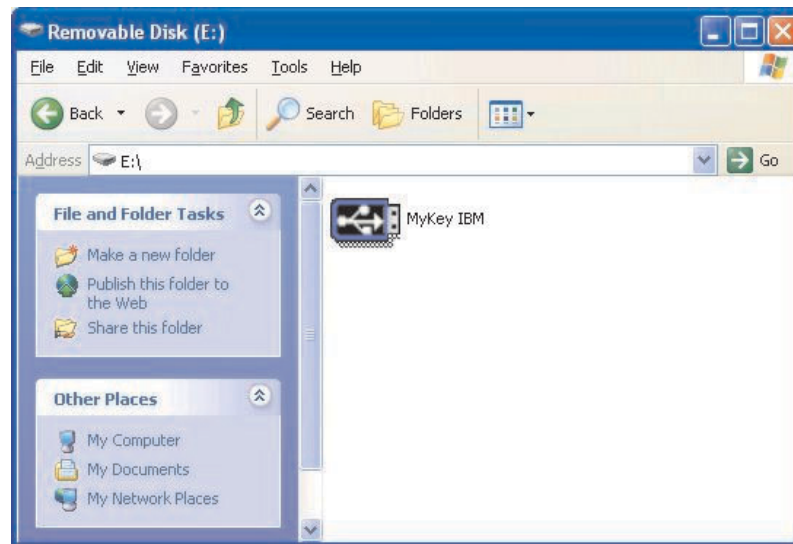 Removable Disk (E:)
File Edit View Favorites Tools Help
Back Search Folders
Address E:\ Go
File and Folder Tasks
Make a new folder
Publish this folder to
the Web
Share this folder
Other Places
My Computer
My Documents
My Network Places
MyKey IBM